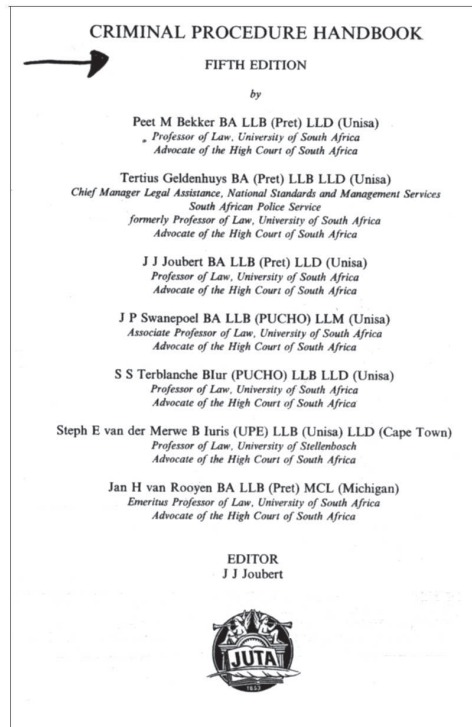 CRIMINAL PROCEDURE HANDBOOK
FIFTH EDITION
by
Peet M Bekker BA LLB (Pret) LLD (Unisa)
Professor of Law, University of South Africa
Advocate of the High Court of South Africa
Tertius Geldenhuys BA (Pret) LLB LLD (Unisa)
Chief Manager Legal Assistance, National Standards and Management Services
South African Police Service
formerly Professor of Law, University of South Africa
Advocate of the High Court of South Africa
J J Joubert BA LLB (Pret) LLD (Unisa)
Professor of Law, University of South Africa
Advocate of the High Court of South Africa
J P Swanepoel BA LLB (PUCHO) LLM (Unisa)
Associate Professor of Law, University of South Africa
Advocate of the High Court of South Africa
S S Terblanche BIur (PUCHO) LLB LLD (Unisa)
Professor of Law, University of South Africa
Advocate of the High Court of South Africa
Steph E van der Merwe B Iuris (UPE) LLB (Unisa) LLD (Cape Town)
Professor of Law, University of Stellenbosch
Advocate of the High Court of South Africa
Jan H van Rooyen BA LLB (Pret) MCL (Michigan)
Emeritus Professor of Law, University of South Africa
Advocate of the High Court of South Africa
EDITOR
J J Joubert
JUTA
1853